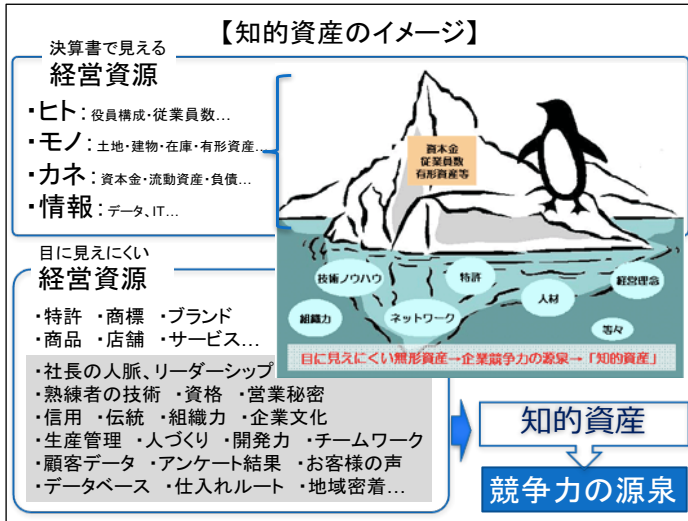 【知的資産のイメージ】
決算書で見える
経営資源
・ヒト：役員構成・従業員数…
・モノ：土地・建物・在庫・有形資産…
・カネ：資本金・流動資産・負債…
・情報：データ、IT…
資本金
従業員数
有形資産等
技術ノウハウ
特許
経営理念
人材
組織力
ネットワーク
等々
目に見えにくい無形資産→企業競争力の源泉→「知的資産」
目に見えにくい
経営資源
・特許 ・商標 ・ブランド
・商品 ・店舗 ・サービス…
・社長の人脈、リーダーシップ
・熟練者の技術 ・資格 ・営業秘密
・信用 ・伝統 ・組織力 ・企業文化
・生産管理 ・人づくり ・開発力 ・チームワーク
・顧客データ ・アンケート結果 ・お客様の声
・データベース ・仕入れルート ・地域密着…
知的資産
競争力の源泉